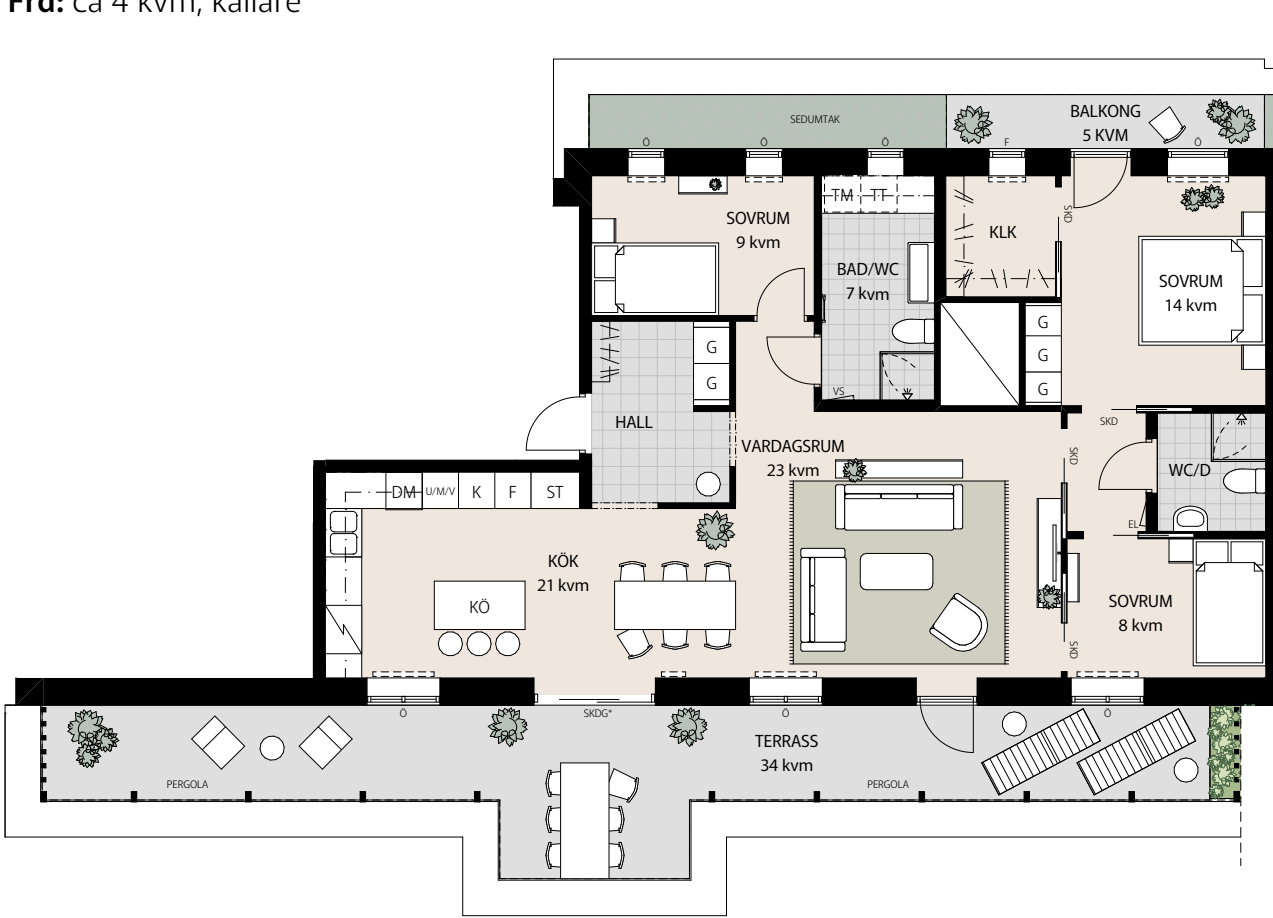 Frd: ca 4 kvm, källare
SEDUMTAK
BALKONG
5 KVM
Ö
Ö
Ö
F
Ö
TM
TT
SKD
SOVRUM
9 kvm
KLK
BAD/WC
7 kvm
SOVRUM
14 kvm
G
G
G
G
G
VS
HALL
SKD
VARDAGSRUM
23 kvm
SKD
WC/D
DM
U/M/V
K
F
ST
EL
KÖK
21 kvm
KÖ
SOVRUM
8 kvm
SKD
Ö
SKDG*
Ö
Ö
TERRASS
34 kvm
PERGOLA
PERGOLA